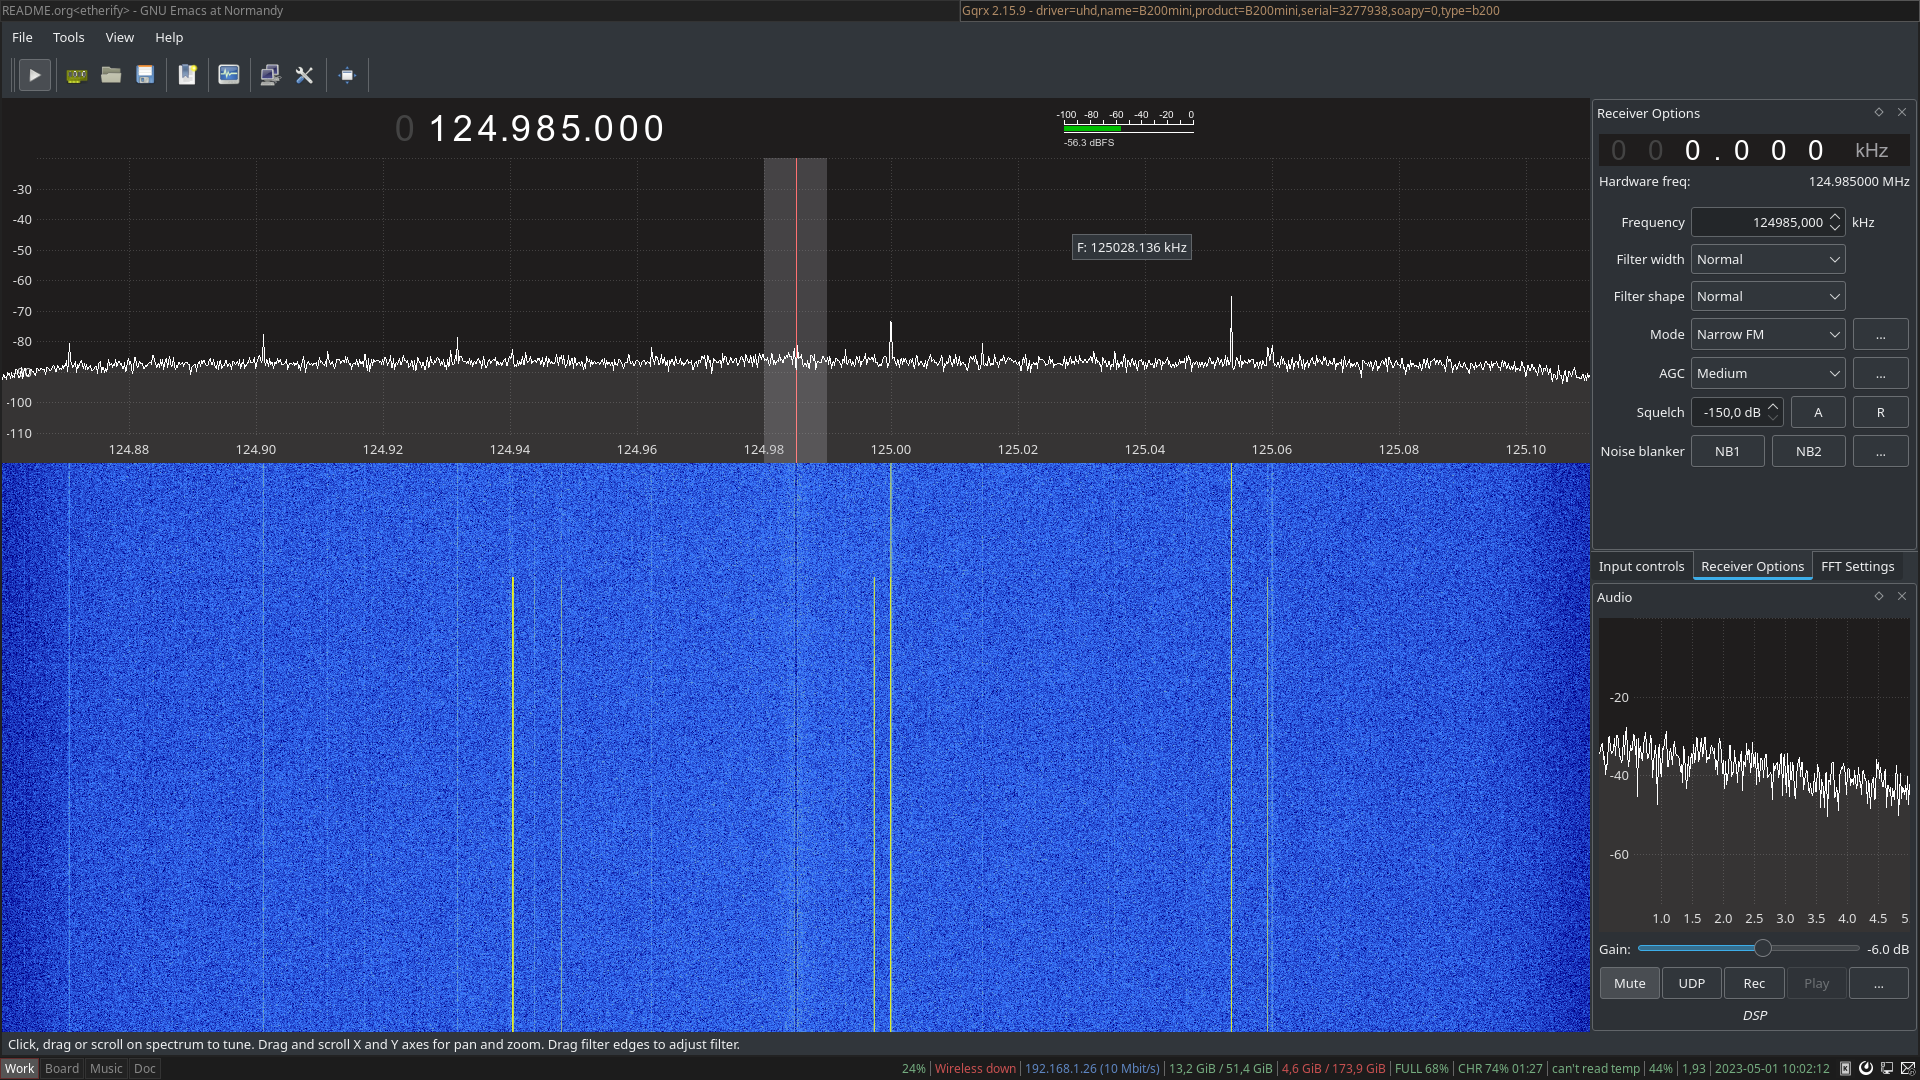 README.org<etherify> - GNU Emacs at Normandy
Gqrx 2.15.9 - driver=uhd,name=B200mini,product=B200mini,serial=3277938,soapy=0,type=b200
File Tools View Help
0 124.985.000
-100 -80 -60 -40 -20 0
-56.3 dBFS
-30
-40
-50
F: 125028.136 kHz
-60
-70
-80
-100
-110
124.88 124.90 124.92 124.94 124.96 124.98 125.00 125.02 125.04 125.06 125.08 125.10
Receiver Options
0 0 0.000 kHz
Hardware freq: 124.985000 MHz
Frequency 124985,000 kHz
Filter width Normal
Filter shape Normal
Mode Narrow FM ...
AGC Medium ...
Squelch -150,0 dB A R
Noise blanker NB1 NB2 ...
Input controls Receiver Options FFT Settings
Audio
-20
-40
-60
1.0 1.5 2.0 2.5 3.0 3.5 4.0 4.5 5
Gain: -6.0 dB
Mute UDP Rec Play ...
DSP
Click, drag or scroll on spectrum to tune. Drag and scroll X and Y axes for pan and zoom. Drag filter edges to adjust filter.
Work Board Music Doc
24% Wireless down 192.168.1.26 (10 Mbit/s) 13,2 GiB / 51,4 GiB 4,6 GiB / 173,9 GiB FULL 68% CHR 74% 01:27 can't read temp 44% 1,93 2023-05-01 10:02:12